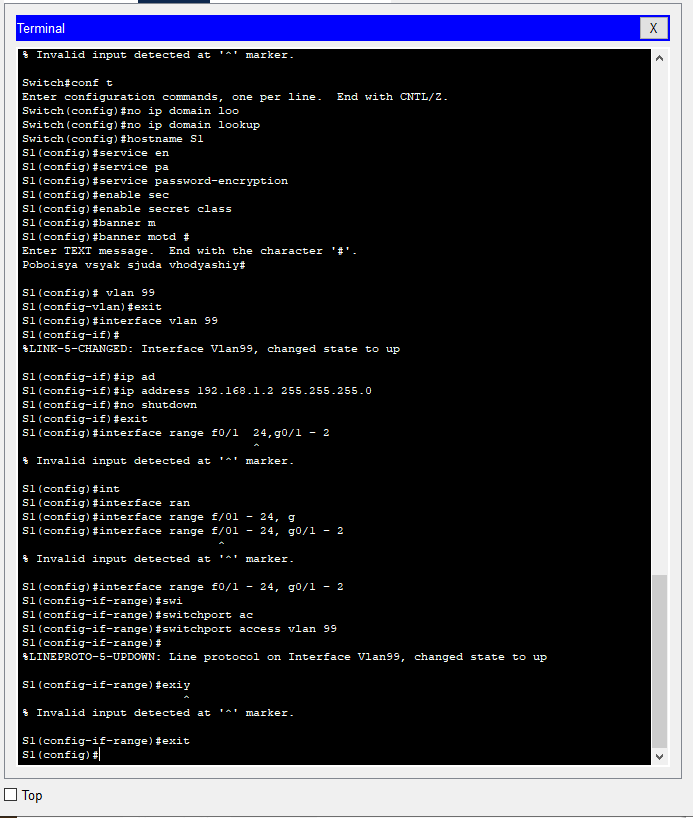 Terminal
X
% Invalid input detected at '^' marker.
Switch#conf t
Enter configuration commands, one per line.  End with CNTL/Z.
Switch(config)#no ip domain loo
Switch(config)#no ip domain lookup
Switch(config)#hostname S1
S1(config)#service en
S1(config)#service pa
S1(config)#service password-encryption
S1(config)#enable sec
S1(config)#enable secret class
S1(config)#banner m
S1(config)#banner motd #
Enter TEXT message.  End with the character '#'.
Poboisya vsyak sjuda vhodyashiy#
S1(config)# vlan 99
S1(config-vlan)#exit
S1(config)#interface vlan 99
S1(config-if)#
%LINK-5-CHANGED: Interface Vlan99, changed state to up
S1(config-if)#ip ad
S1(config-if)#ip address 192.168.1.2 255.255.255.0
S1(config-if)#no shutdown
S1(config-if)#exit
S1(config)#interface range f0/1  24,g0/1 - 2
^
% Invalid input detected at '^' marker.
S1(config)#int
S1(config)#interface ran
S1(config)#interface range f/01 - 24, g
S1(config)#interface range f/01 - 24, g0/1 - 2
^
% Invalid input detected at '^' marker.
S1(config)#interface range f0/1 - 24, g0/1 - 2
S1(config-if-range)#swi
S1(config-if-range)#switchport ac
S1(config-if-range)#switchport access vlan 99
S1(config-if-range)#
%LINEPROTO-5-UPDOWN: Line protocol on Interface Vlan99, changed state to up
S1(config-if-range)#exiy
^
% Invalid input detected at '^' marker.
S1(config-if-range)#exit
S1(config)#
Top